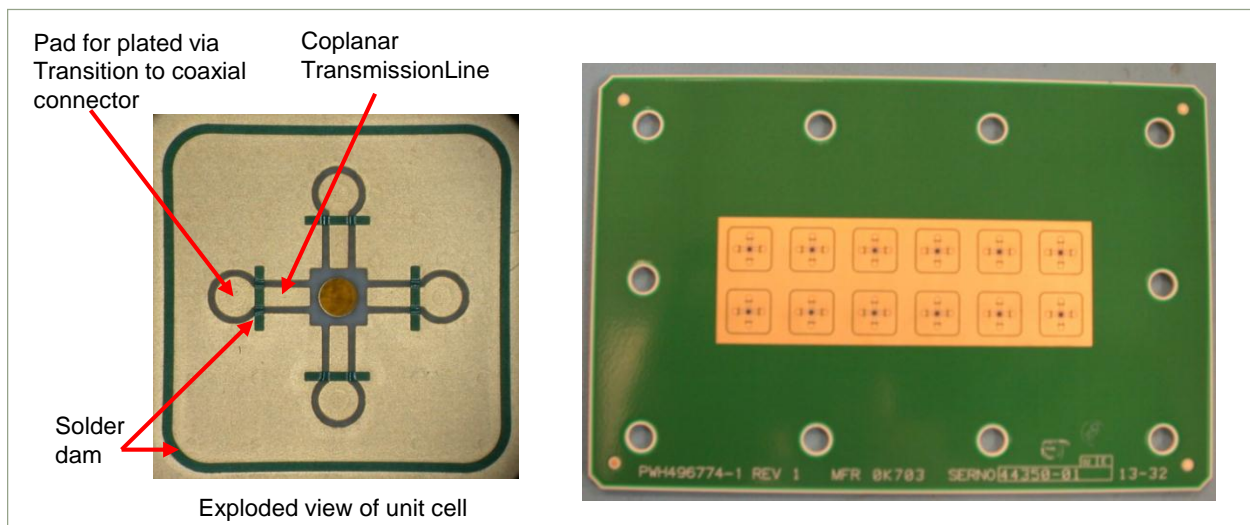 Pad for plated via
Transition to coaxial
connector
Coplanar
TransmissionLine
Solder
dam
Exploded view of unit cell
PWH496774-1 REV 1 MFR 0K703 SERNO 44350-01 13-32